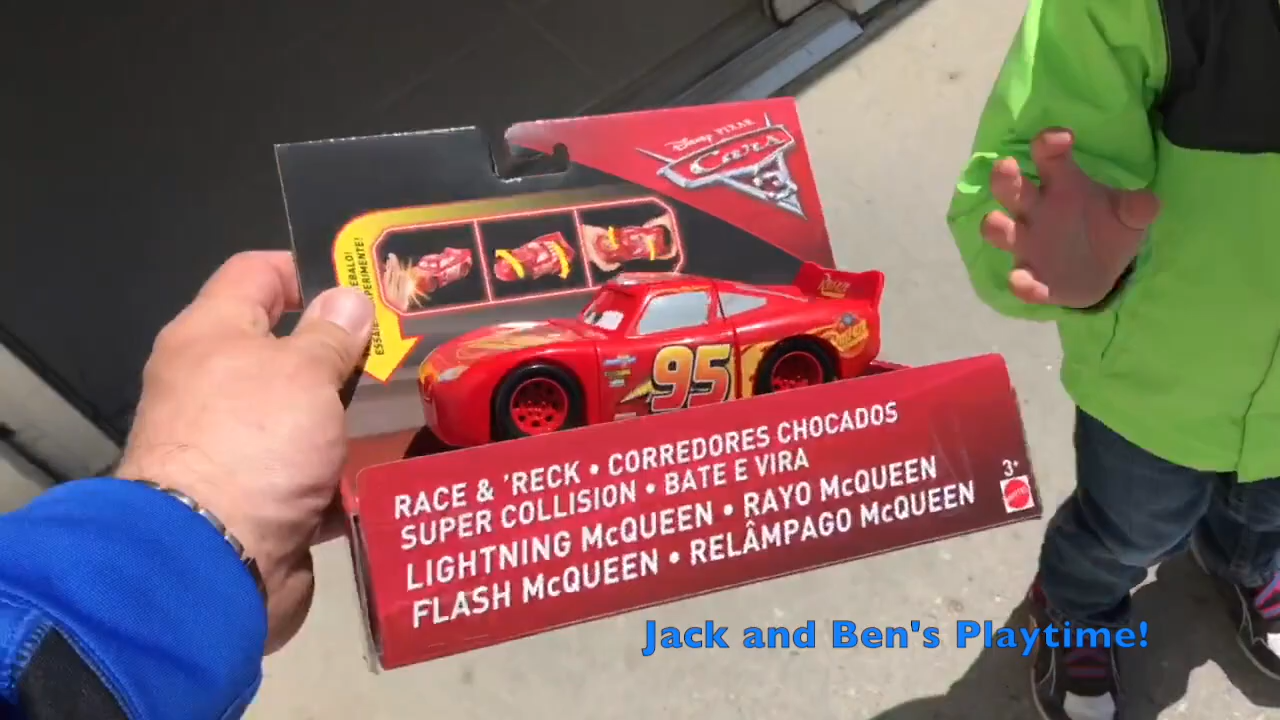 Disney PIXAR
Cars
3
ESSAIE
95
RACE & 'RECK • CORREDORES CHOCADOS
SUPER COLLISION • BATE E VIRA
LIGHTNING McQUEEN • RAYO McQUEEN
FLASH McQUEEN • RELÂMPAGO McQUEEN
3+
Jack and Ben's Playtime!